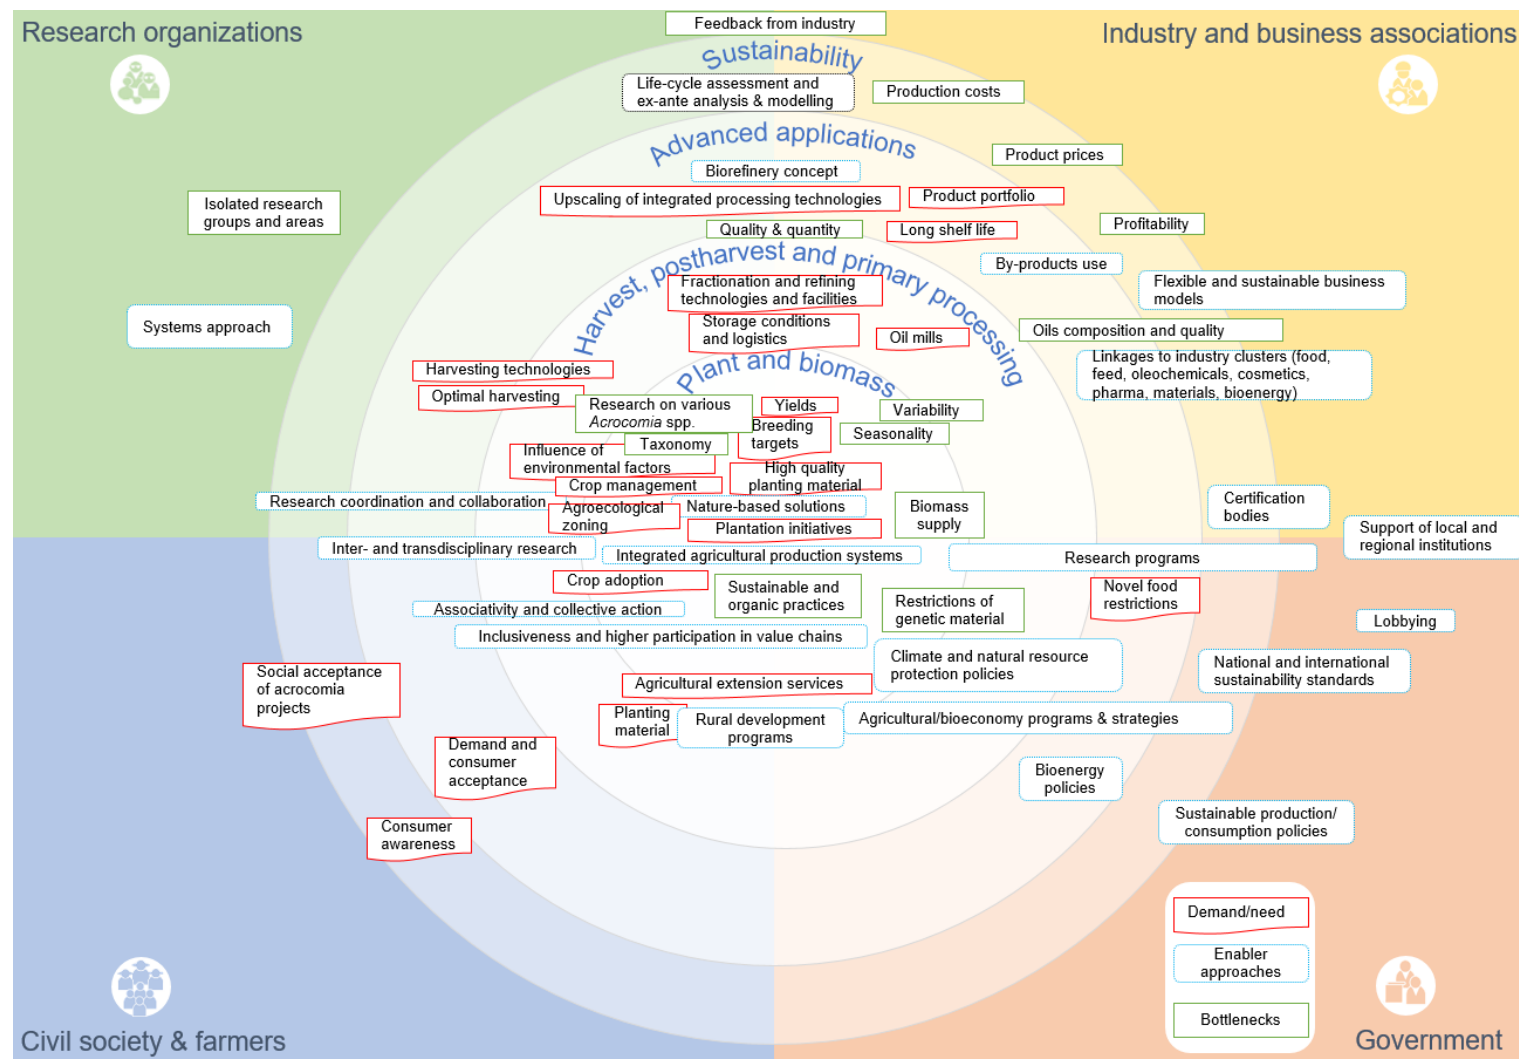 Research organizations
Feedback from industry
Industry and business associations
Sustainability
Life-cycle assessment and
ex-ante analysis & modelling
Production costs
Advanced applications
Product prices
Biorefinery concept
Isolated research
groups and areas
Upscaling of integrated processing technologies
Product portfolio
Profitability
Quality & quantity
Long shelf life
Harvest, postharvest and primary processing
By-products use
Fractionation and refining
technologies and facilities
Flexible and sustainable business
models
Systems approach
Storage conditions
and logistics
Oil mills
Oils composition and quality
Linkages to industry clusters (food,
feed, oleochemicals, cosmetics,
pharma, materials, bioenergy)
Plant and biomass
Harvesting technologies
Optimal harvesting
Research on various
Acrocomia spp.
Yields
Variability
Breeding
targets
Seasonality
Taxonomy
Influence of
environmental factors
High quality
planting material
Crop management
Research coordination and collaboration
Agroecological
zoning
Nature-based solutions
Biomass
supply
Certification
bodies
Plantation initiatives
Support of local and
regional institutions
Inter- and transdisciplinary research
Integrated agricultural production systems
Research programs
Crop adoption
Sustainable and
organic practices
Restrictions of
genetic material
Novel food
restrictions
Associativity and collective action
Lobbying
Inclusiveness and higher participation in value chains
Climate and natural resource
protection policies
National and international
sustainability standards
Social acceptance
of acrocomia
projects
Agricultural extension services
Planting
material
Rural development
programs
Agricultural/bioeconomy programs & strategies
Demand and
consumer
acceptance
Bioenergy
policies
Sustainable production/
consumption policies
Consumer
awareness
Demand/need
Enabler
approaches
Bottlenecks
Civil society & farmers
Government